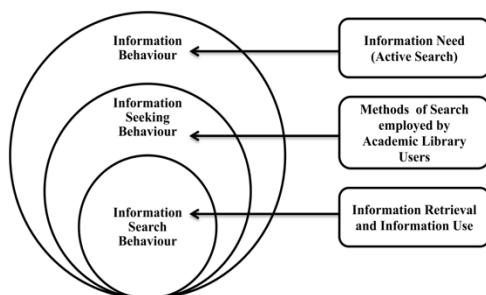 Information
Behaviour
Information Need
(Active Search)
Information
Seeking
Behaviour
Methods of Search
employed by
Academic Library
Users
Information
Search
Behaviour
Information Retrieval
and Information Use